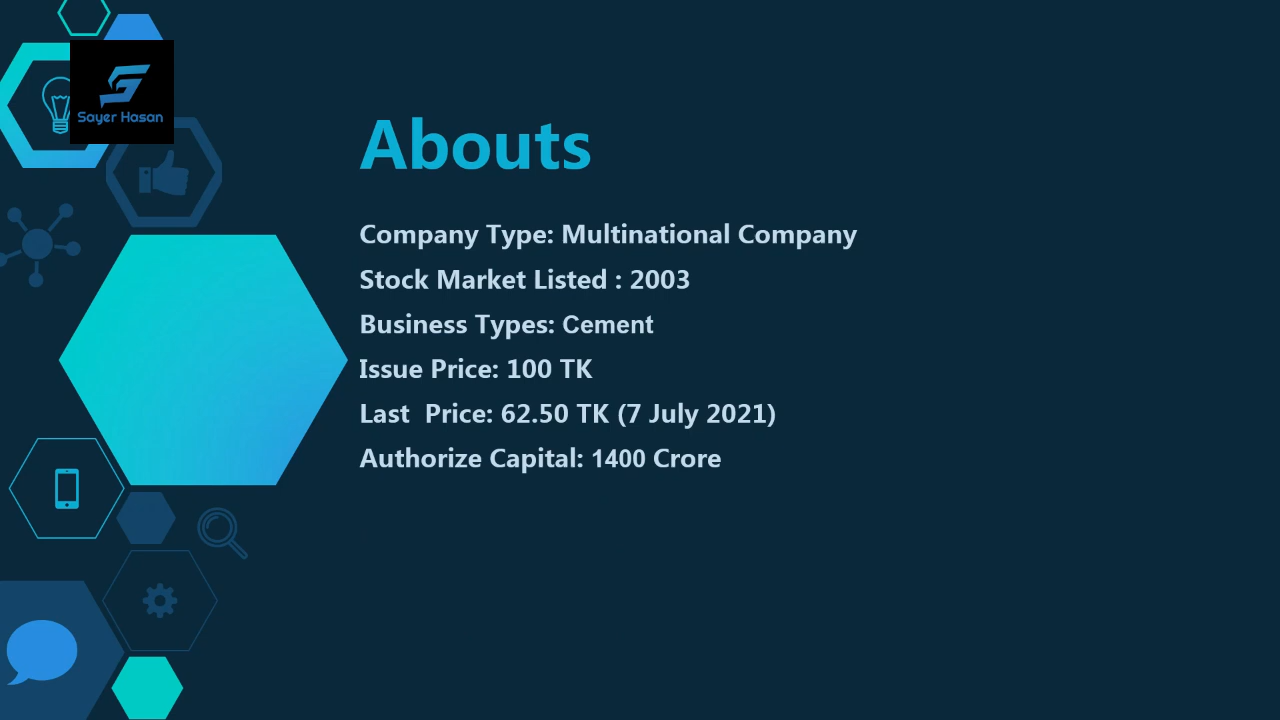 Sayer Hasan
Abouts
Company Type: Multinational Company
Stock Market Listed : 2003
Business Types: Cement
Issue Price: 100 TK
Last  Price: 62.50 TK (7 July 2021)
Authorize Capital: 1400 Crore